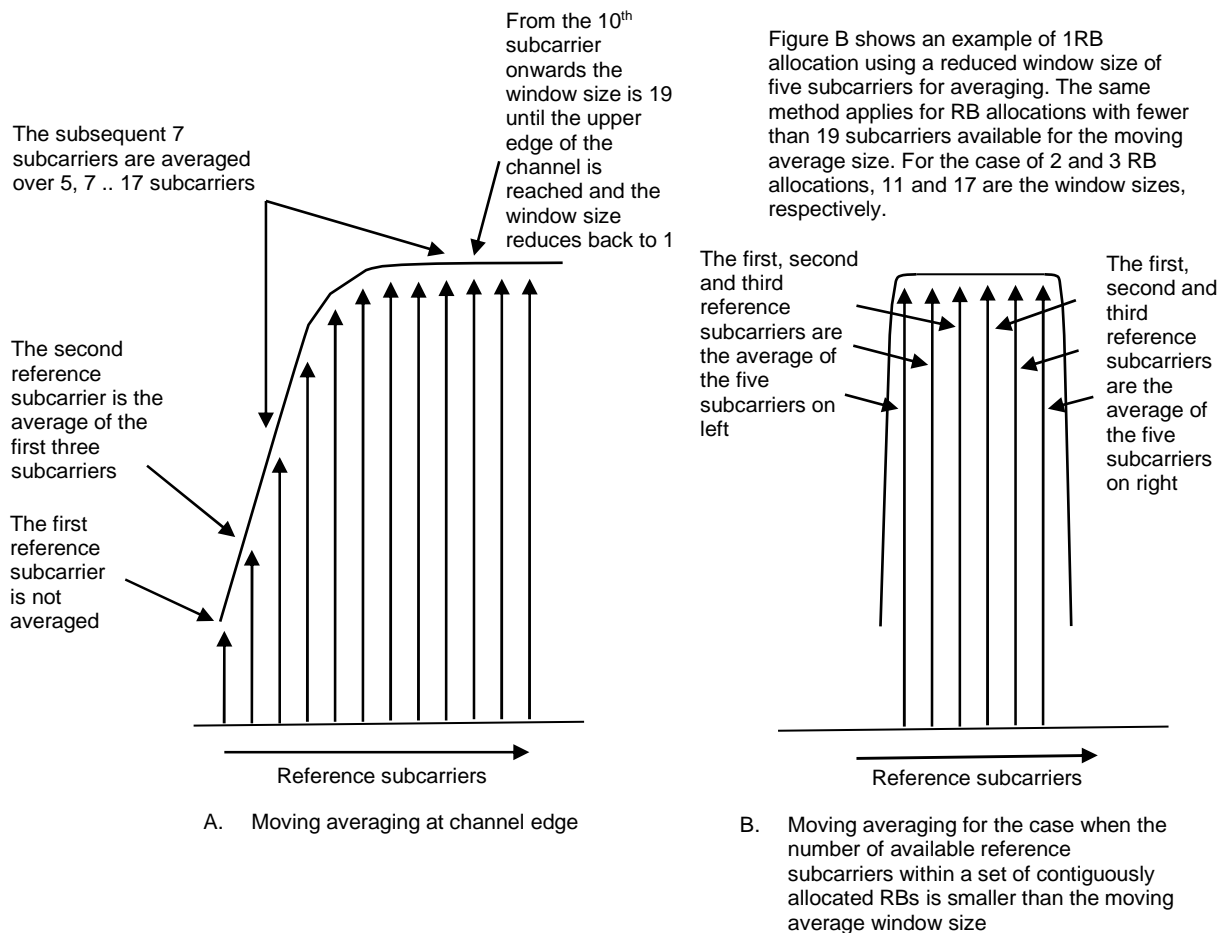 From the 10th
subcarrier
onwards the
window size is 19
until the upper
edge of the
channel is
reached and the
window size
reduces back to 1
The subsequent 7
subcarriers are averaged
over 5, 7 .. 17 subcarriers
The second
reference
subcarrier is the
average of the
first three
subcarriers
The first
reference
subcarrier
is not
averaged
Reference subcarriers
A. Moving averaging at channel edge
Figure B shows an example of 1RB
allocation using a reduced window size of
five subcarriers for averaging. The same
method applies for RB allocations with fewer
than 19 subcarriers available for the moving
average size. For the case of 2 and 3 RB
allocations, 11 and 17 are the window sizes,
respectively.
The first, second
and third
reference
subcarriers are
the average of
the five
subcarriers on
left
The first,
second and
third
reference
subcarriers
are the
average of
the five
subcarriers
on right
Reference subcarriers
B. Moving averaging for the case when the
number of available reference
subcarriers within a set of contiguously
allocated RBs is smaller than the moving
average window size